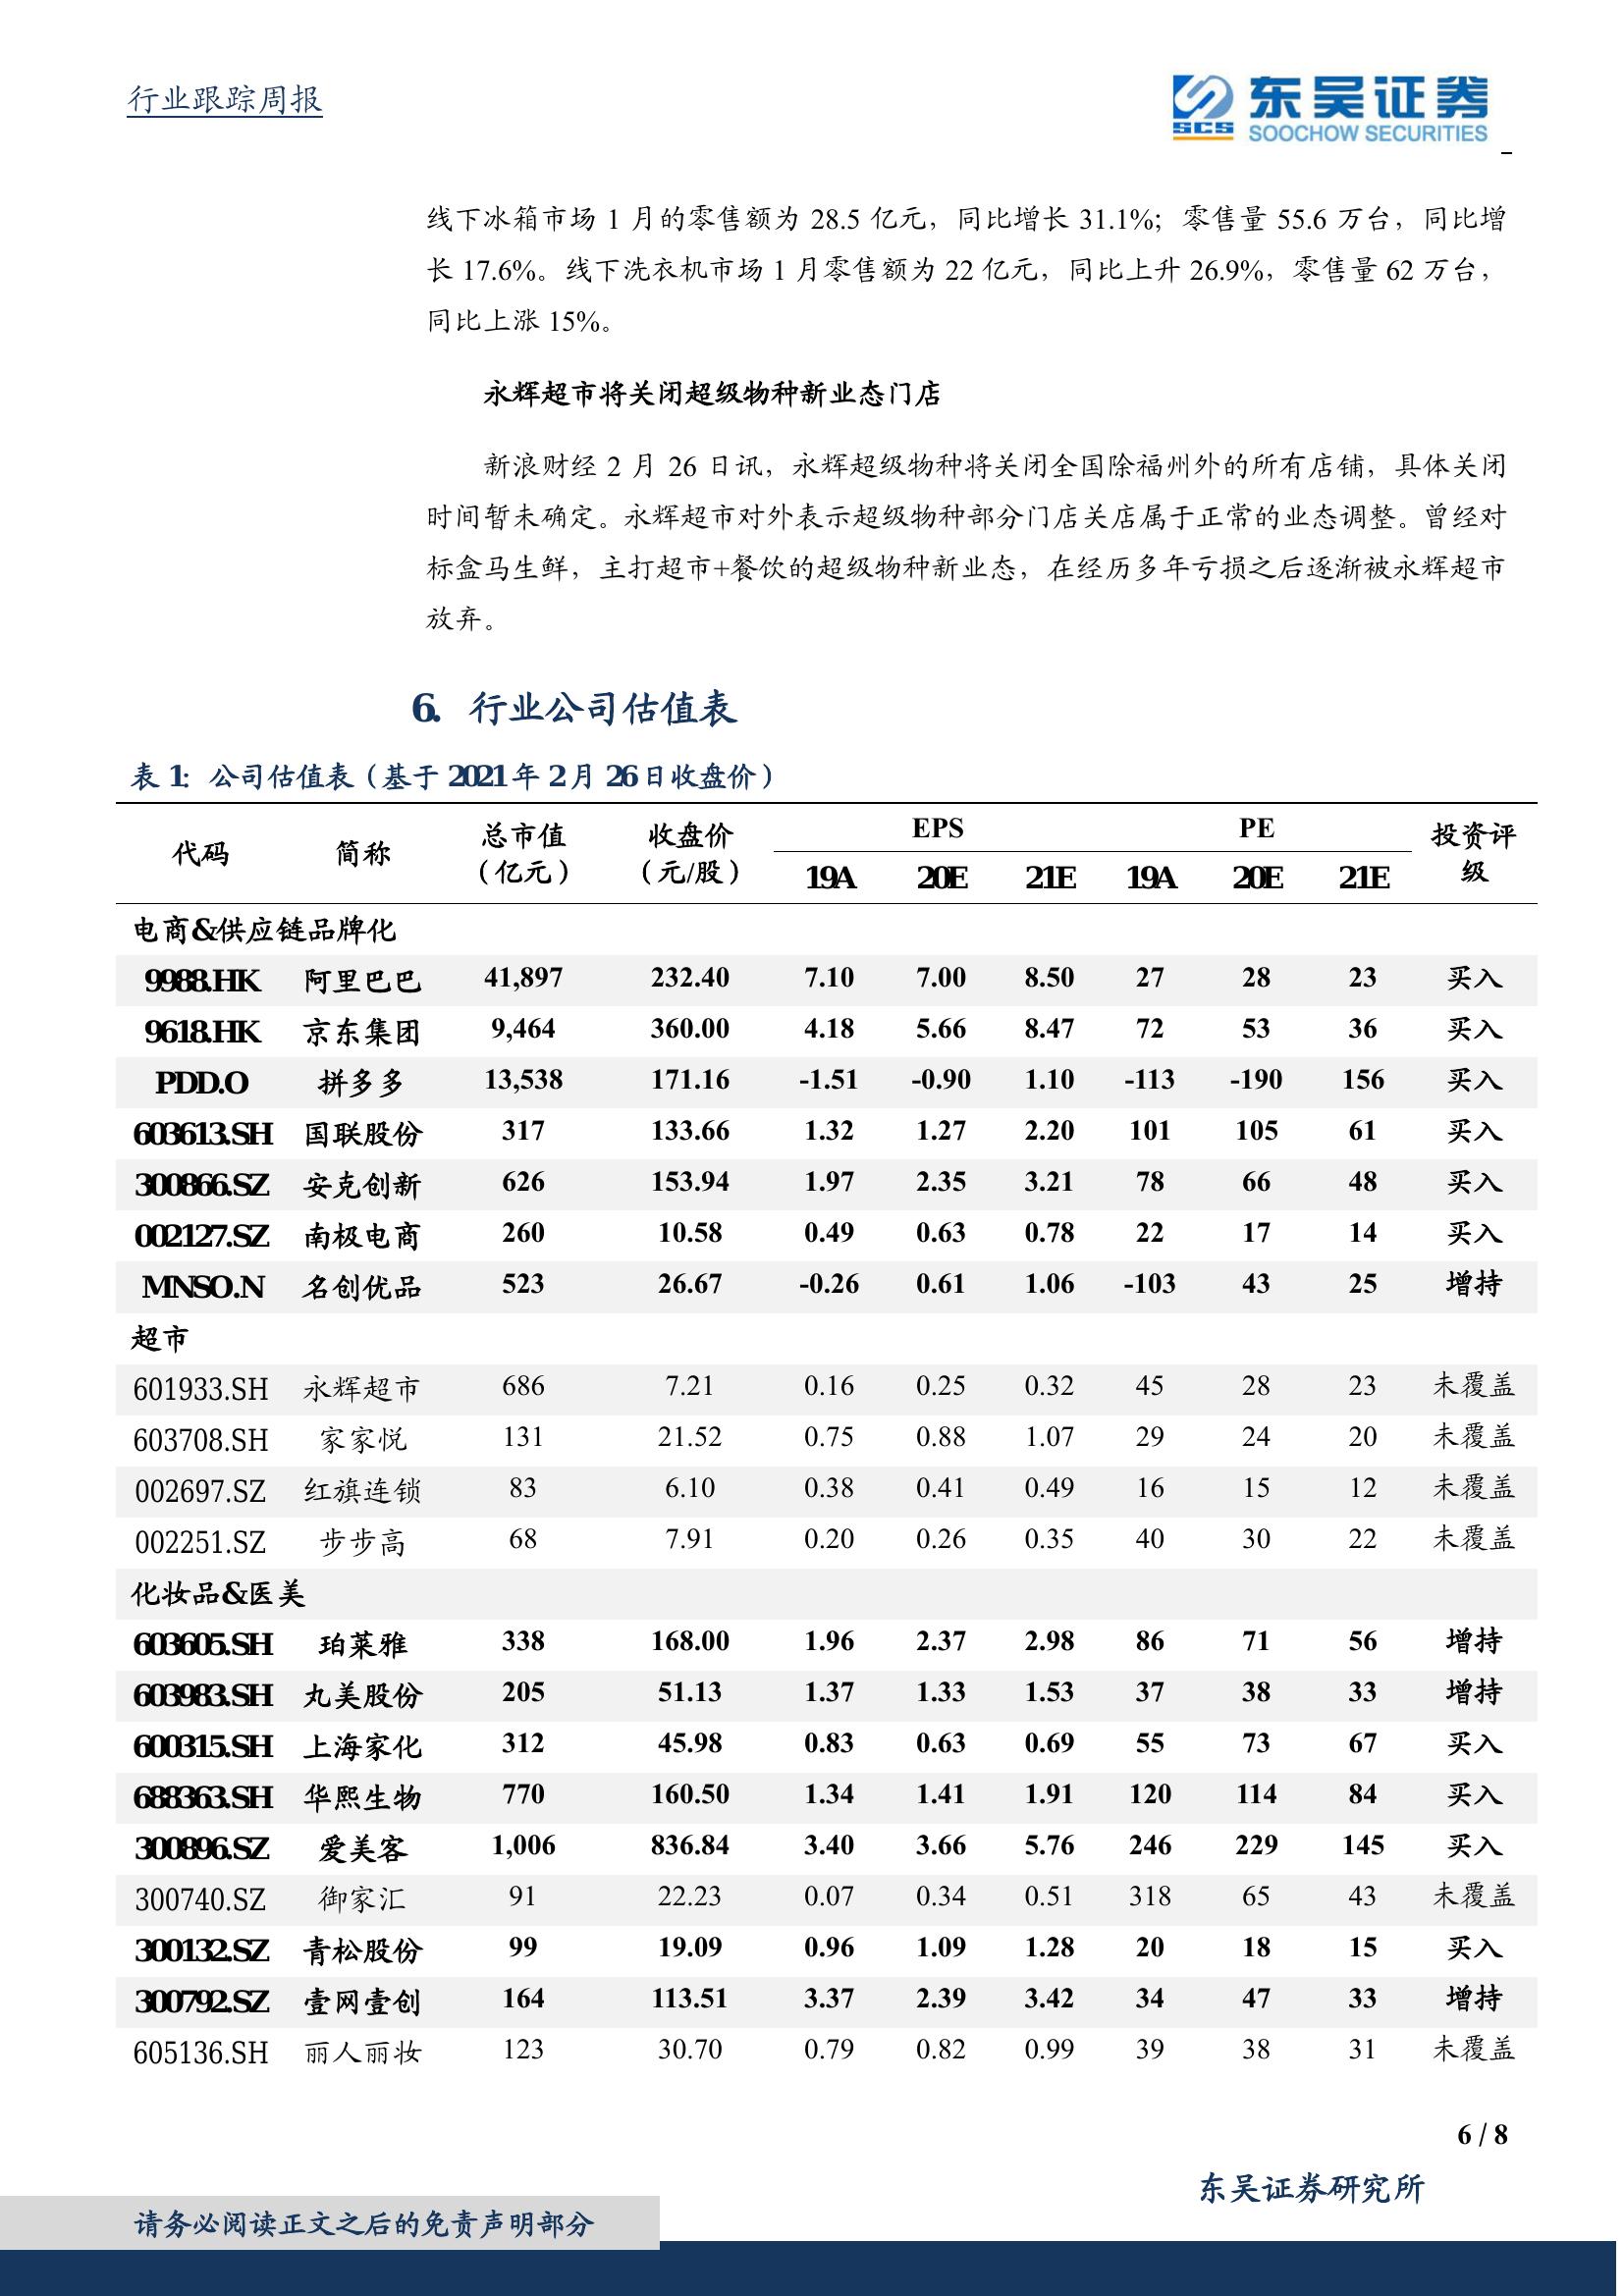 行业跟踪周报
东吴证券
SCS SOOCHOW SECURITIES
线下冰箱市场 1 月的零售额为 28.5 亿元，同比增长 31.1%；零售量 55.6 万台，同比增
长 17.6%。线下洗衣机市场 1 月零售额为 22 亿元，同比上升 26.9%，零售量 62 万台，
同比上涨 15%。
永辉超市将关闭超级物种新业态门店
新浪财经 2 月 26 日讯，永辉超级物种将关闭全国除福州外的所有店铺，具体关闭
时间暂未确定。永辉超市对外表示超级物种部分门店关店属于正常的业态调整。曾经对
标盒马生鲜，主打超市+餐饮的超级物种新业态，在经历多年亏损之后逐渐被永辉超市
放弃。
6. 行业公司估值表
表 1：公司估值表（基于 2021 年 2 月 26 日收盘价）
代码 简称 总市值（亿元） 收盘价（元/股） EPS PE 投资评级
19A 20E 21E 19A 20E 21E
电商&供应链品牌化
9988.HK 阿里巴巴 41,897 232.40 7.10 7.00 8.50 27 28 23 买入
9618.HK 京东集团 9,464 360.00 4.18 5.66 8.47 72 53 36 买入
PDD.O 拼多多 13,538 171.16 -1.51 -0.90 1.10 -113 -190 156 买入
603613.SH 国联股份 317 133.66 1.32 1.27 2.20 101 105 61 买入
300866.SZ 安克创新 626 153.94 1.97 2.35 3.21 78 66 48 买入
002127.SZ 南极电商 260 10.58 0.49 0.63 0.78 22 17 14 买入
MNSO.N 名创优品 523 26.67 -0.26 0.61 1.06 -103 43 25 增持
超市
601933.SH 永辉超市 686 7.21 0.16 0.25 0.32 45 28 23 未覆盖
603708.SH 家家悦 131 21.52 0.75 0.88 1.07 29 24 20 未覆盖
002697.SZ 红旗连锁 83 6.10 0.38 0.41 0.49 16 15 12 未覆盖
002251.SZ 步步高 68 7.91 0.20 0.26 0.35 40 30 22 未覆盖
化妆品&医美
603605.SH 珀莱雅 338 168.00 1.96 2.37 2.98 86 71 56 增持
603983.SH 丸美股份 205 51.13 1.37 1.33 1.53 37 38 33 增持
600315.SH 上海家化 312 45.98 0.83 0.63 0.69 55 73 67 买入
688363.SH 华熙生物 770 160.50 1.34 1.41 1.91 120 114 84 买入
300896.SZ 爱美客 1,006 836.84 3.40 3.66 5.76 246 229 145 买入
300740.SZ 御家汇 91 22.23 0.07 0.34 0.51 318 65 43 未覆盖
300132.SZ 青松股份 99 19.09 0.96 1.09 1.28 20 18 15 买入
300792.SZ 壹网壹创 164 113.51 3.37 2.39 3.42 34 47 33 增持
605136.SH 丽人丽妆 123 30.70 0.79 0.82 0.99 39 38 31 未覆盖
6 / 8
东吴证券研究所
请务必阅读正文之后的免责声明部分